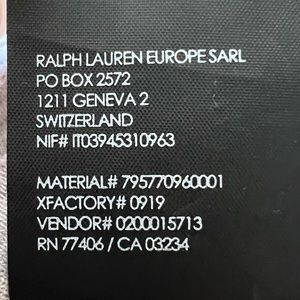 RALPH LAUREN EUROPE SARL
PO BOX 2572
1211 GENEVA 2
SWITZERLAND
NIF# IT03945310963
MATERIAL# 795770960001
XFACTORY# 0919
VENDOR# 0200015713
RN 77406 / CA 03234